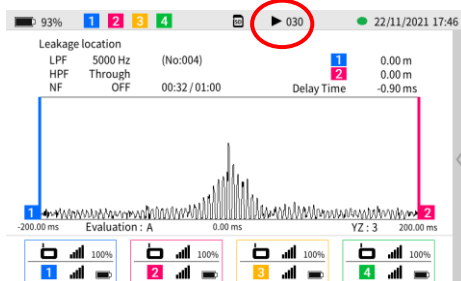 93% 1 2 3 4 SD 030 22/11/2021 17:46
Leakage location
LPF 5000 Hz (No:004) 1 0.00 m
HPF Through 2 0.00 m
NF OFF 00:32 / 01:00 Delay Time -0.90 ms
1 2
-200.00 ms Evaluation : A 0.00 ms YZ : 3 200.00 ms
100% 100% 100% 100%
1 2 3 4